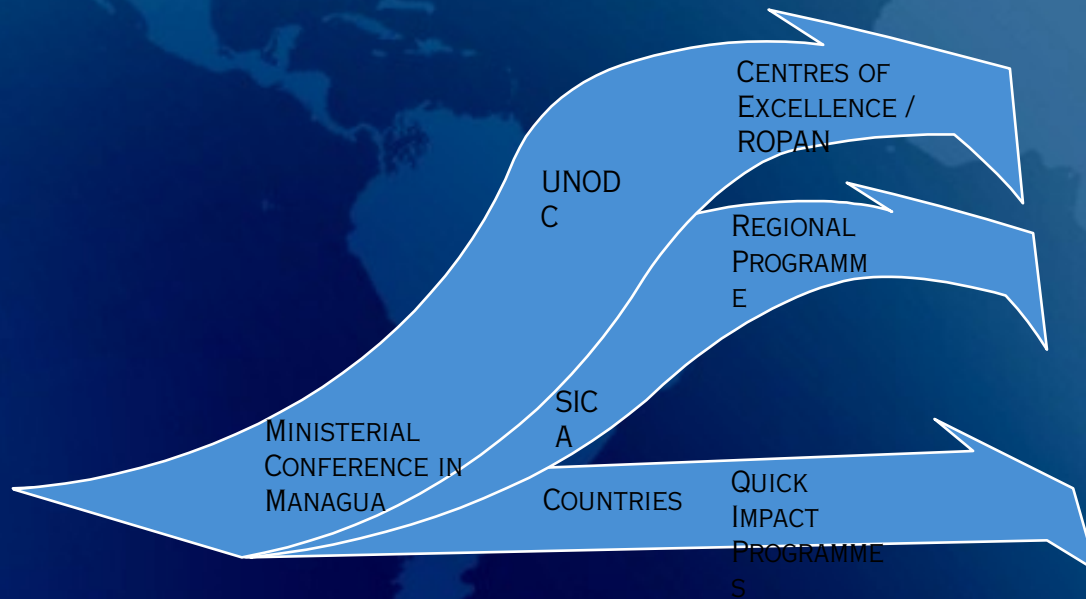 CENTRES OF
EXCELLENCE /
ROPAN
UNOD
C
REGIONAL
PROGRAMM
E
SIC
A
MINISTERIAL
CONFERENCE IN
MANAGUA
COUNTRIES
QUICK
IMPACT
PROGRAMME
S